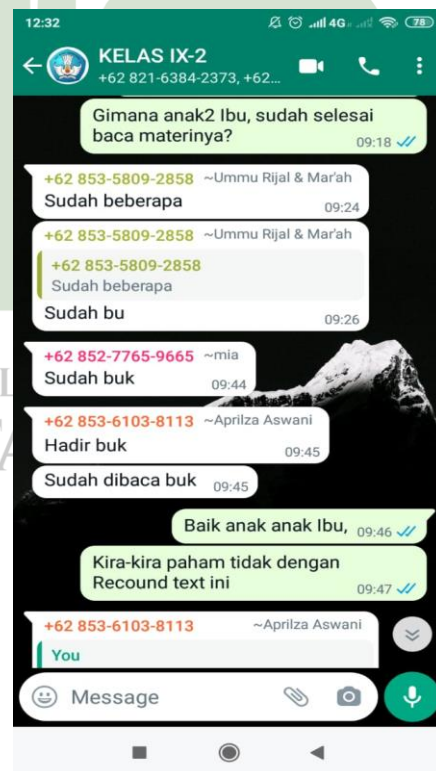 12:32
4G
78
KELAS IX-2
+62 821-6384-2373, +62...
Gimana anak2 Ibu, sudah selesai
baca materinya?
09:18
+62 853-5809-2858 ~Ummu Rijal & Mar'ah
Sudah beberapa
09:24
+62 853-5809-2858 ~Ummu Rijal & Mar'ah
+62 853-5809-2858
Sudah beberapa
Sudah bu
09:26
+62 852-7765-9665 ~mia
Sudah buk
09:44
+62 853-6103-8113 ~Aprilza Aswani
Hadir buk
09:45
Sudah dibaca buk 09:45
Baik anak anak Ibu, 09:46
Kira-kira paham tidak dengan
Recound text ini
09:47
+62 853-6103-8113 ~Aprilza Aswani
You
Message